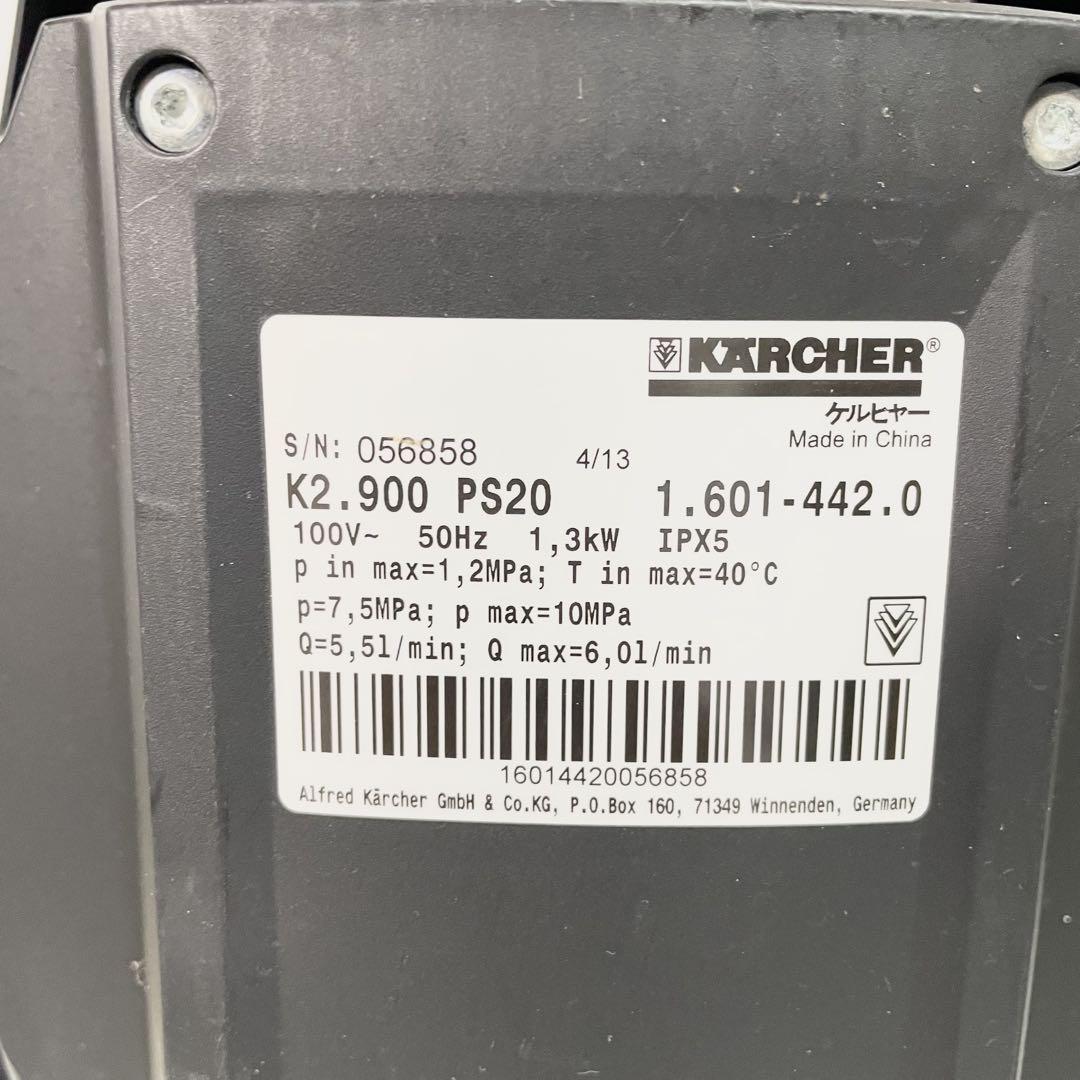 KÄRCHER®
ケルヒャー
Made in China
S/N: 056858 4/13
K2.900 PS20 1.601-442.0
100V~ 50Hz 1,3kW IPX5
p in max=1,2MPa; T in max=40°C
p=7,5MPa; p max=10MPa
Q=5,5l/min; Q max=6,0l/min
16014420056858
Alfred Kärcher GmbH & Co.KG, P.O.Box 160, 71349 Winnenden, Germany